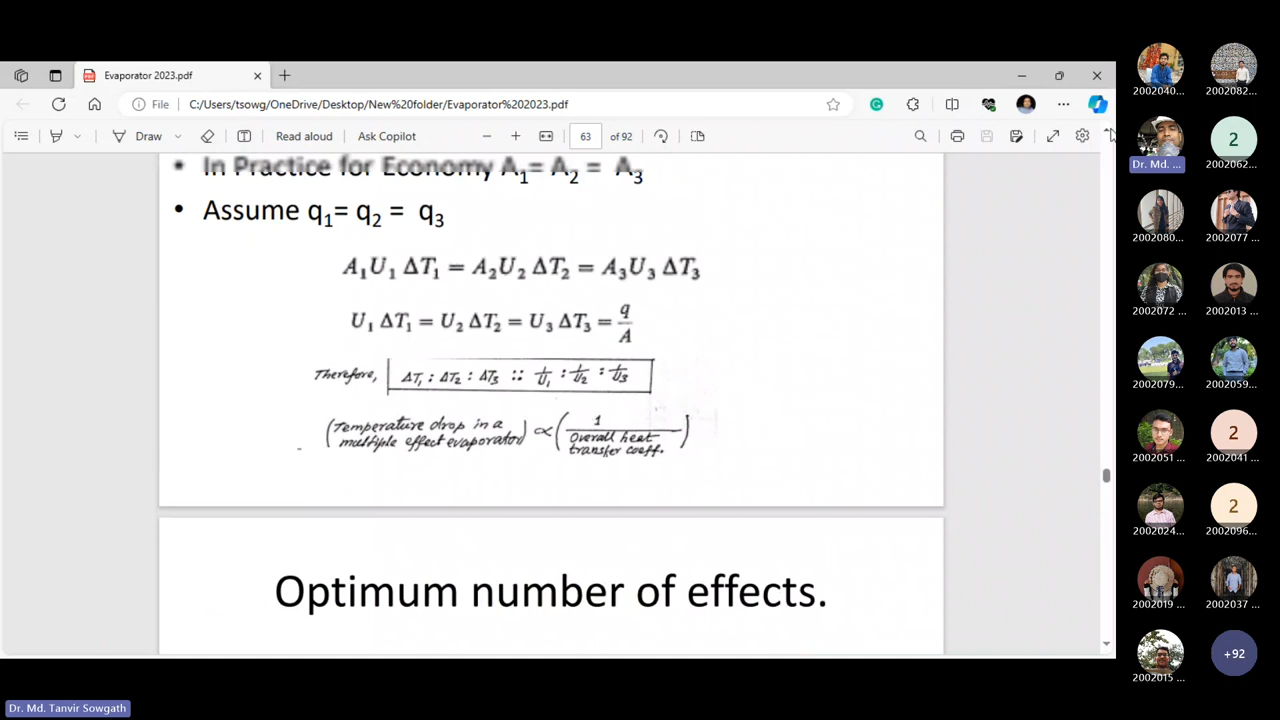 Evaporator 2023.pdf
File
C:/Users/tsowg/OneDrive/Desktop/New%20folder/Evaporator%202023.pdf
Draw
Read aloud
Ask Copilot
63
of 92
• In Practice for Economy A₁= A₂ = A₃
• Assume q₁= q₂ = q₃
A₁U₁ ΔT₁ = A₂U₂ ΔT₂ = A₃U₃ ΔT₃
U₁ ΔT₁ = U₂ ΔT₂ = U₃ ΔT₃ = q/A
Therefore, ΔT₁ : ΔT₂ : ΔT₃ :: 1/U₁ : 1/U₂ : 1/U₃
(Temperature drop in a multiple effect evaporator) ∝ (1 / Overall heat transfer coeff.)
Optimum number of effects.
2002040...
2002082...
Dr. Md. ...
2
2002062...
2002080...
2002077 ...
2002072 ...
2002013 ...
2002079...
2002059...
2
2002051 ...
2002041 ...
2
2002024...
2002096...
2002019 ...
2002037 ...
+92
2002015 ...
Dr. Md. Tanvir Sowgath